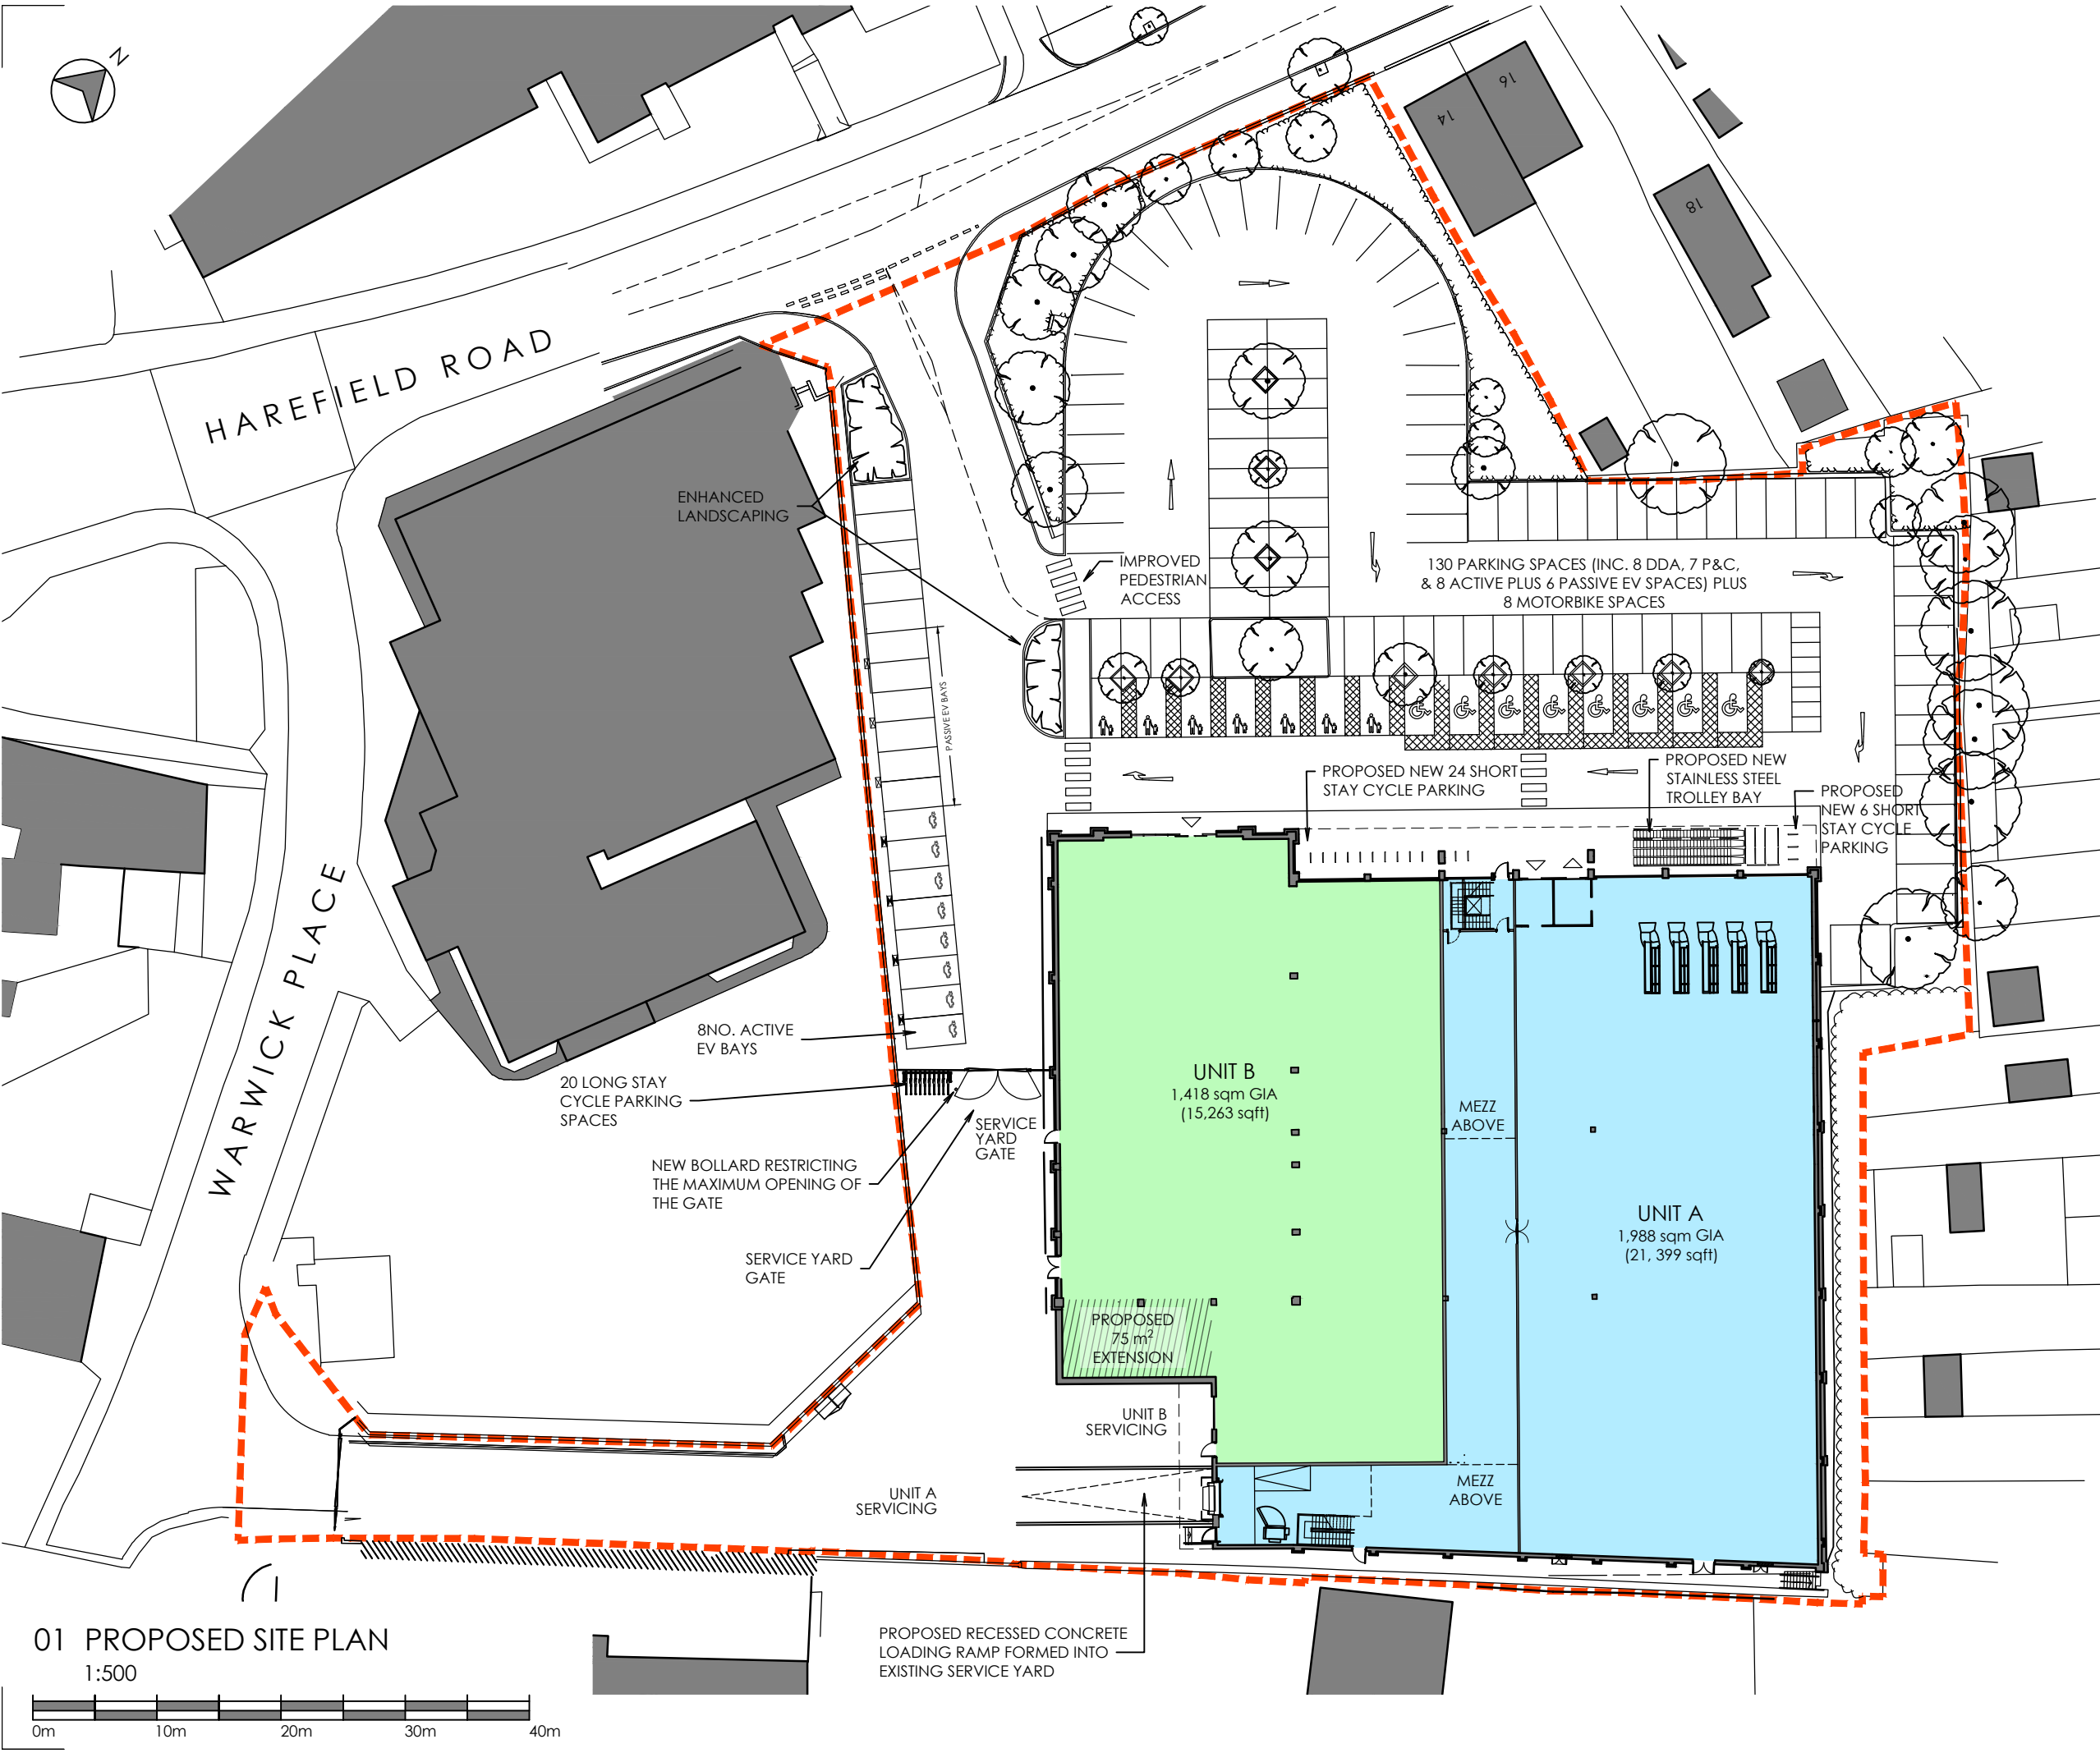 N
16
14
18
HAREFIELD ROAD
ENHANCED
LANDSCAPING
IMPROVED
PEDESTRIAN
ACCESS
130 PARKING SPACES (INC. 8 DDA, 7 P&C,
& 8 ACTIVE PLUS 6 PASSIVE EV SPACES) PLUS
8 MOTORBIKE SPACES
PASSIVE EV BAYS
PROPOSED NEW 24 SHORT
STAY CYCLE PARKING
PROPOSED NEW
STAINLESS STEEL
TROLLEY BAY
PROPOSED
NEW 6 SHORT
STAY CYCLE
PARKING
WARWICK PLACE
8NO. ACTIVE
EV BAYS
20 LONG STAY
CYCLE PARKING
SPACES
SERVICE
YARD
GATE
NEW BOLLARD RESTRICTING
THE MAXIMUM OPENING OF
THE GATE
SERVICE YARD
GATE
UNIT B
1,418 sqm GIA
(15,263 sqft)
MEZZ
ABOVE
UNIT A
1,988 sqm GIA
(21, 399 sqft)
PROPOSED
75 m²
EXTENSION
UNIT B
SERVICING
UNIT A
SERVICING
MEZZ
ABOVE
PROPOSED RECESSED CONCRETE
LOADING RAMP FORMED INTO
EXISTING SERVICE YARD
01 PROPOSED SITE PLAN
1:500
0m 10m 20m 30m 40m